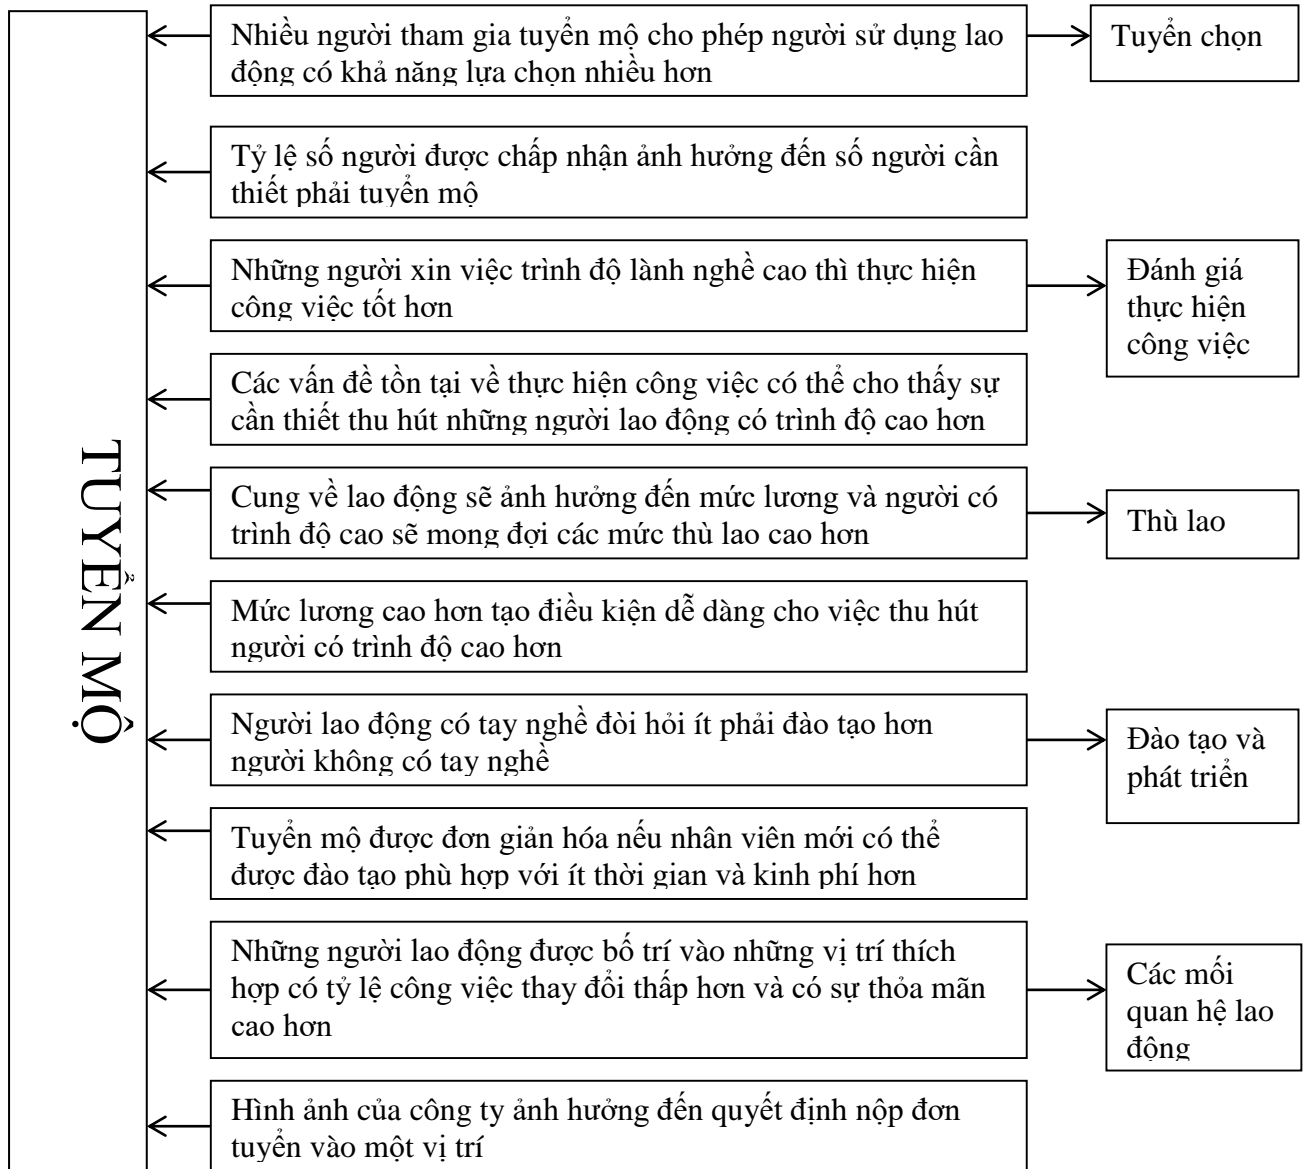 TUYỂN MỘ
Nhiều người tham gia tuyển mộ cho phép người sử dụng lao
động có khả năng lựa chọn nhiều hơn
Tuyển chọn
Tỷ lệ số người được chấp nhận ảnh hưởng đến số người cần
thiết phải tuyển mộ
Những người xin việc trình độ lành nghề cao thì thực hiện
công việc tốt hơn
Đánh giá
thực hiện
công việc
Các vấn đề tồn tại về thực hiện công việc có thể cho thấy sự
cần thiết thu hút những người lao động có trình độ cao hơn
Cung về lao động sẽ ảnh hưởng đến mức lương và người có
trình độ cao sẽ mong đợi các mức thù lao cao hơn
Thù lao
Mức lương cao hơn tạo điều kiện dễ dàng cho việc thu hút
người có trình độ cao hơn
Người lao động có tay nghề đòi hỏi ít phải đào tạo hơn
người không có tay nghề
Đào tạo và
phát triển
Tuyển mộ được đơn giản hóa nếu nhân viên mới có thể
được đào tạo phù hợp với ít thời gian và kinh phí hơn
Những người lao động được bố trí vào những vị trí thích
hợp có tỷ lệ công việc thay đổi thấp hơn và có sự thỏa mãn
cao hơn
Các mối
quan hệ lao
động
Hình ảnh của công ty ảnh hưởng đến quyết định nộp đơn
tuyển vào một vị trí